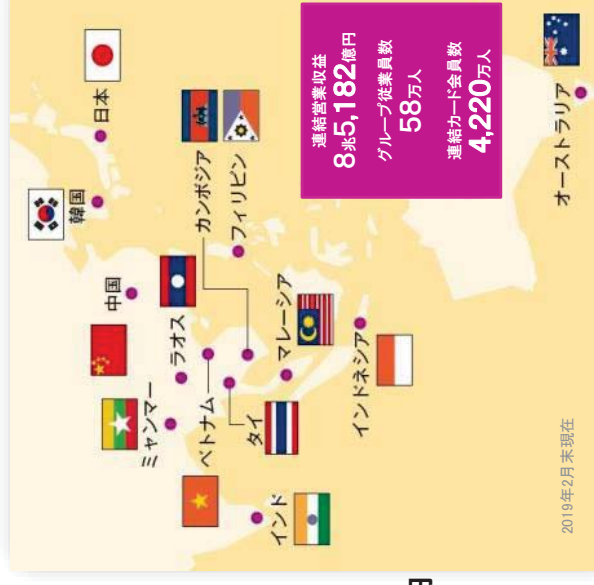 日本
韓国
中国
カンボジア
フィリピン
ラオス
ミャンマー
ベトナム
タイ
マレーシア
インド
インドネシア
オーストラリア
連結営業収益
8兆5,182億円
グループ従業員数
58万人
連結カード会員数
4,220万人
2019年2月末現在